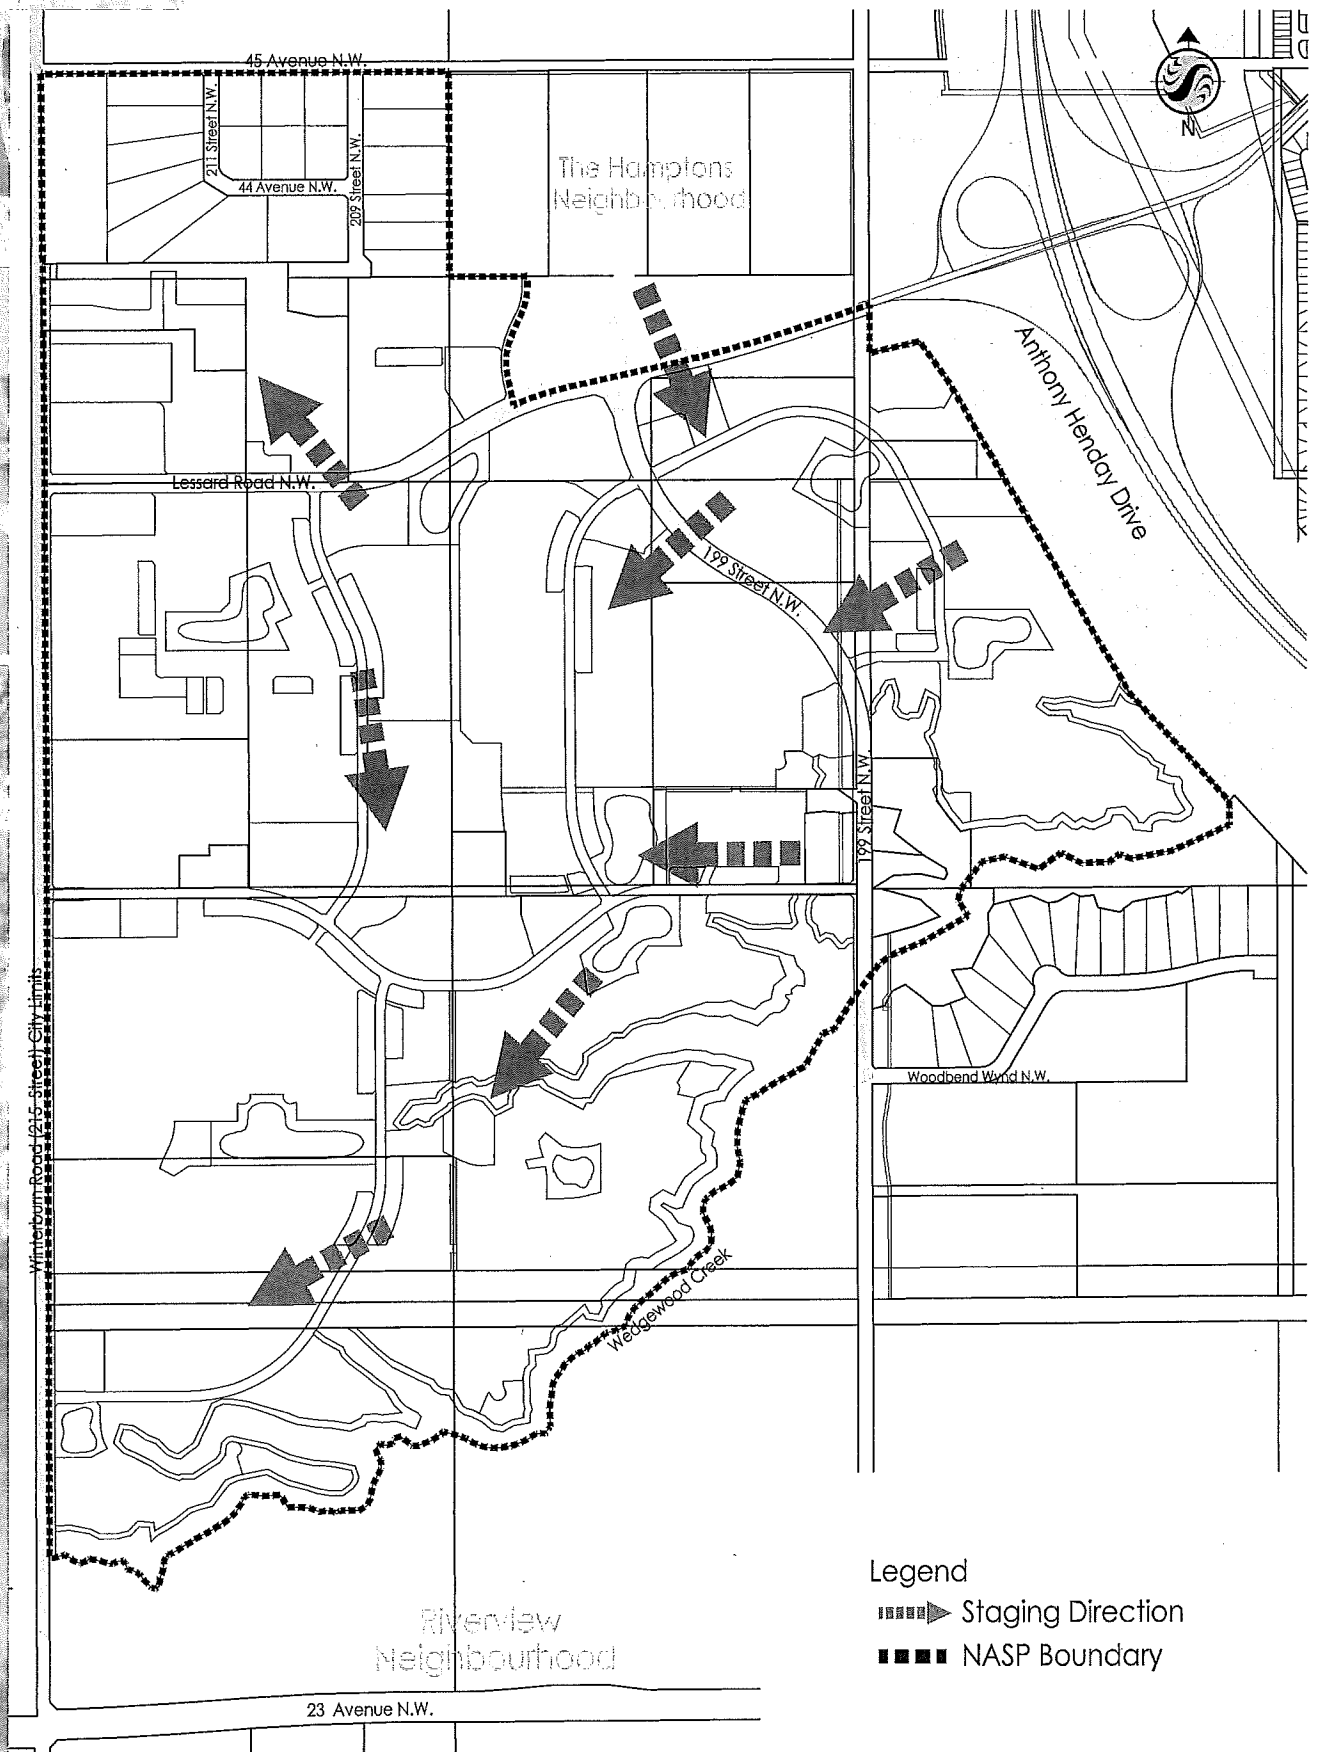 45 Avenue N.W.
211 Street N.W.
44 Avenue N.W.
209 Street N.W.
The Hamptons
Neighbourhood
N
Anthony Henday Drive
Lessard Road N.W.
199 Street N.W.
199 Street N.W.
Winterburn Road (215 Street) City Limits
Woodbend Wynd N.W.
Wedgewood Creek
Legend
Staging Direction
NASP Boundary
Riverview
Neighbourhood
23 Avenue N.W.